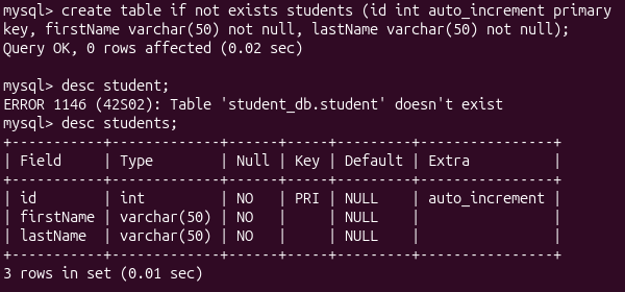 mysql> create table if not exists students (id int auto_increment primary
key, firstName varchar(50) not null, lastName varchar(50) not null);
Query OK, 0 rows affected (0.02 sec)

mysql> desc student;
ERROR 1146 (42S02): Table 'student_db.student' doesn't exist
mysql> desc students;
+-----------+-------------+------+-----+---------+----------------+
| Field     | Type        | Null | Key | Default | Extra          |
+-----------+-------------+------+-----+---------+----------------+
| id        | int         | NO   | PRI | NULL    | auto_increment |
| firstName | varchar(50) | NO   |     | NULL    |                |
| lastName  | varchar(50) | NO   |     | NULL    |                |
+-----------+-------------+------+-----+---------+----------------+
3 rows in set (0.01 sec)